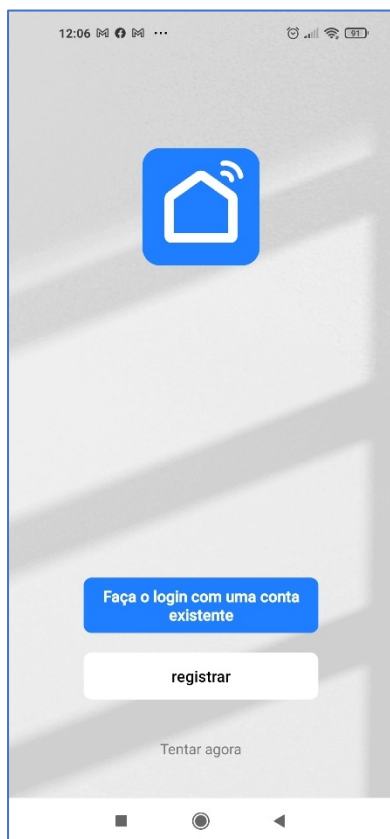 12:06
91
Faça o login com uma conta
existente
registrar
Tentar agora